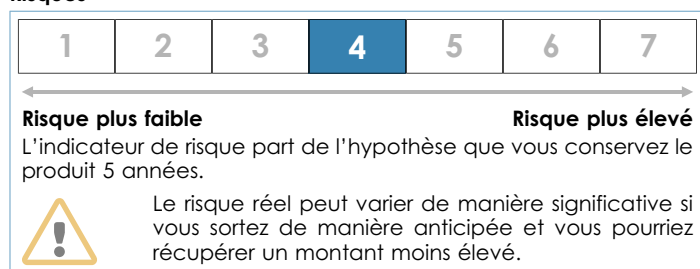 1 2 3 4 5 6 7
Risque plus faible Risque plus élevé
L'indicateur de risque part de l'hypothèse que vous conservez le
produit 5 années.
Le risque réel peut varier de manière significative si
vous sortez de manière anticipée et vous pourriez
récupérer un montant moins élevé.